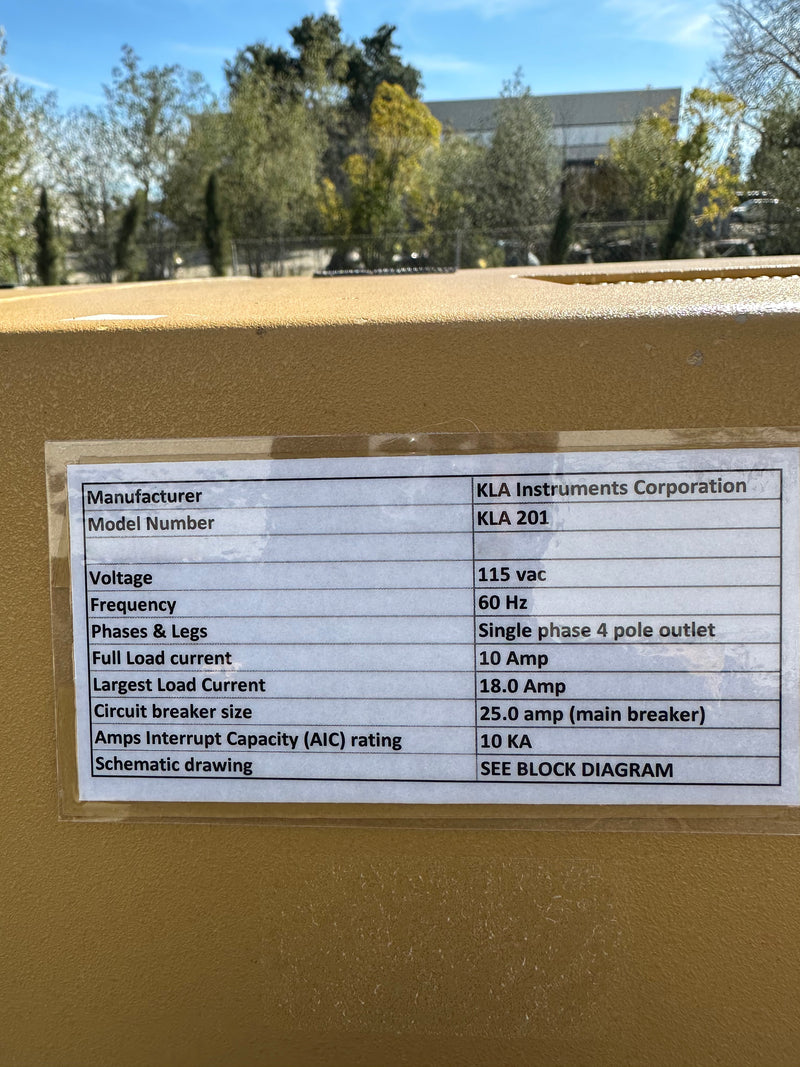 Manufacturer KLA Instruments Corporation
Model Number KLA 201
Voltage 115 vac
Frequency 60 Hz
Phases & Legs Single phase 4 pole outlet
Full Load current 10 Amp
Largest Load Current 18.0 Amp
Circuit breaker size 25.0 amp (main breaker)
Amps Interrupt Capacity (AIC) rating 10 KA
Schematic drawing SEE BLOCK DIAGRAM